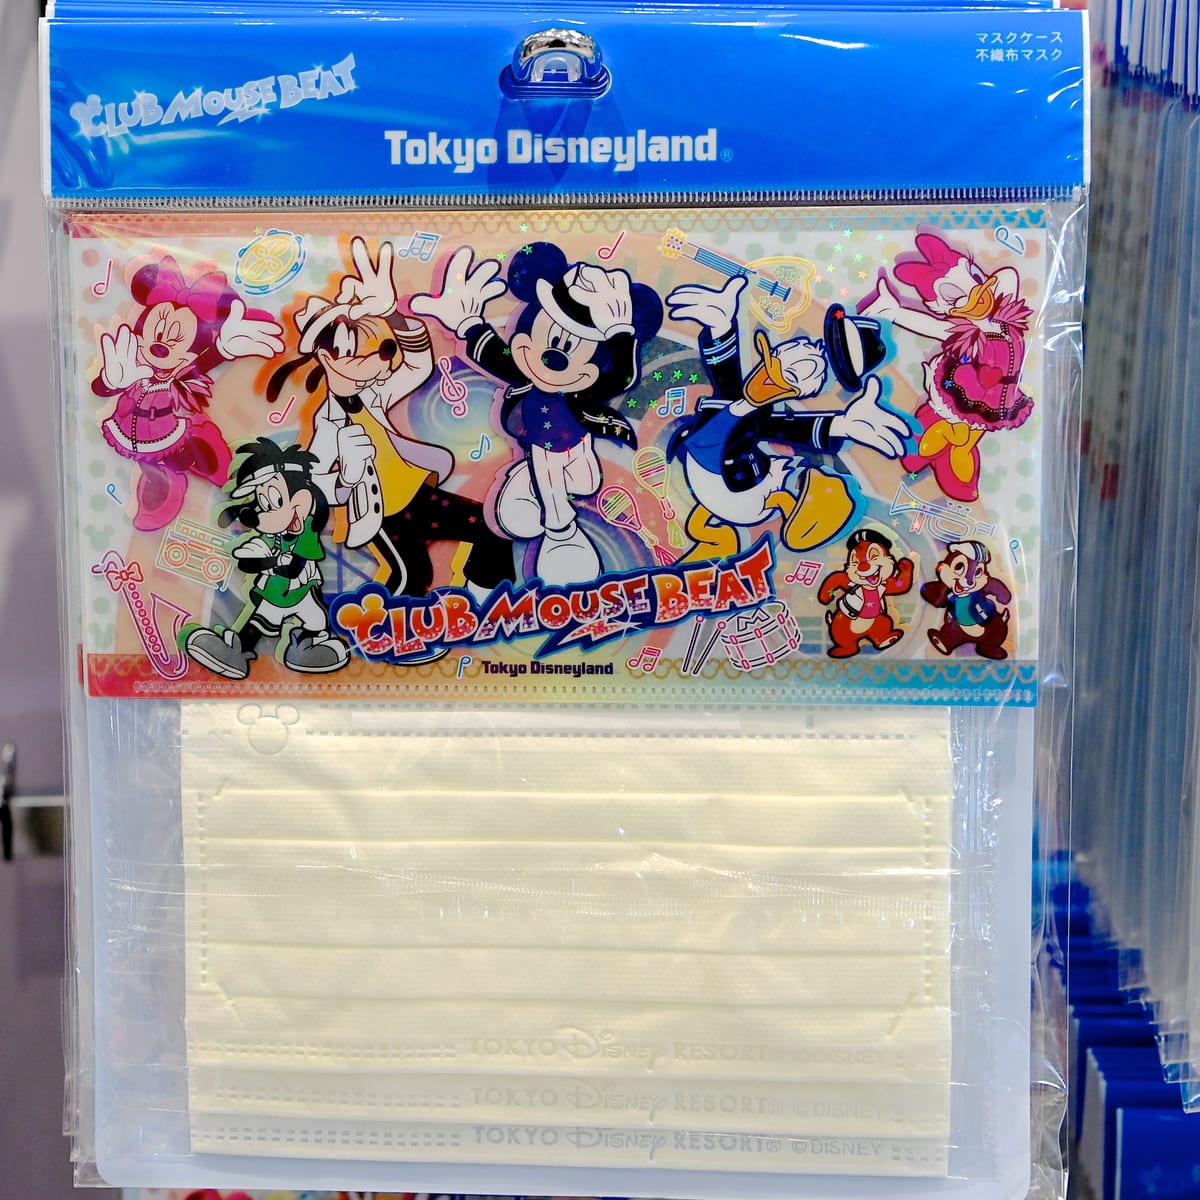 マスクケース
不織布マスク
CLUB MOUSE BEAT
Tokyo Disneyland®
CLUB MOUSE BEAT
Tokyo Disneyland
TOKYO Disney RESORT® ©DISNEY
TOKYO Disney RESORT® ©DISNEY
TOKYO Disney RESORT® ©DISNEY